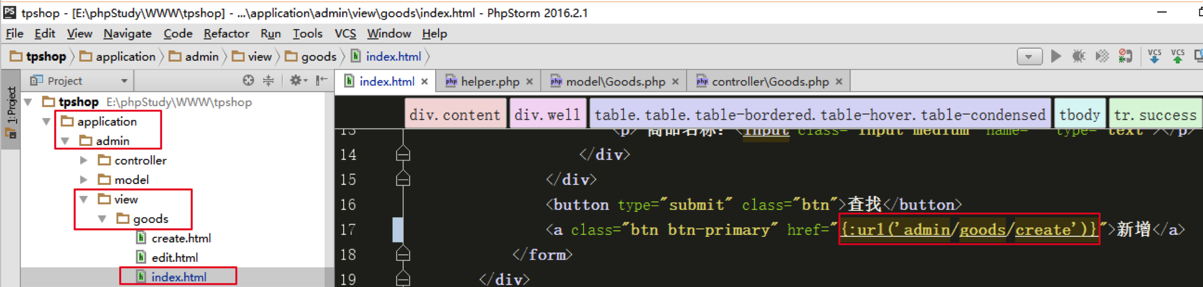 tpshop - [E:\phpStudy\WWW\tpshop] - ...\application\admin\view\goods\index.html - PhpStorm 2016.2.1
File Edit View Navigate Code Refactor Run Tools VCS Window Help
tpshop application admin view goods index.html VCS VCS
1: Project
Project
index.html helper.php model\Goods.php controller\Goods.php
tpshop E:\phpStudy\WWW\tpshop
application
admin
controller
model
view
goods
create.html
edit.html
index.html
div.content div.well table.table.table-bordered.table-hover.table-condensed tbody tr.success
13 <p> 商品名称: <input class="input medium" name="" type="text"></p>
14 </div>
15 </div>
16 <button type="submit" class="btn">查找</button>
17 <a class="btn btn-primary" href="{:url('admin/goods/create')}">新增</a>
18 </form>
19 </div>